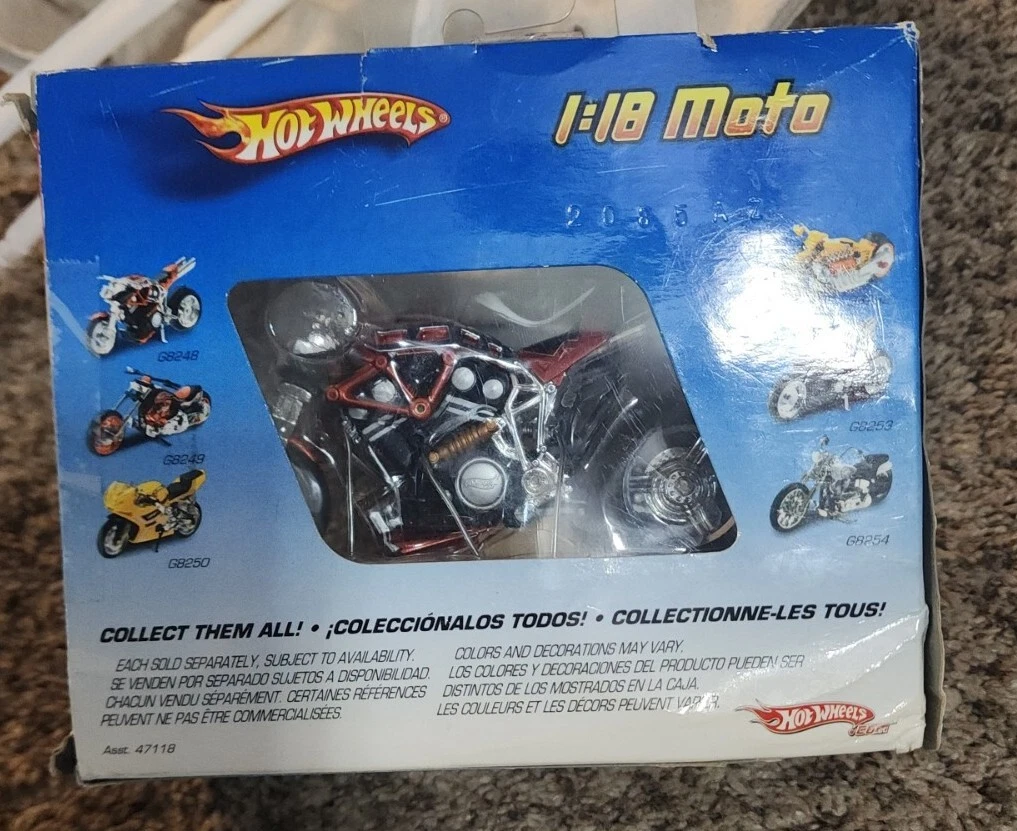 HOT WHEELS®
1:18 Moto
2085A2
G8248
G8249
G8250
G8253
G8254
COLLECT THEM ALL! • ¡COLECCIÓNALOS TODOS! • COLLECTIONNE-LES TOUS!
EACH SOLD SEPARATELY, SUBJECT TO AVAILABILITY.
SE VENDEN POR SEPARADO SUJETOS A DISPONIBILIDAD.
CHACUN VENDU SÉPARÉMENT. CERTAINES RÉFÉRENCES
PEUVENT NE PAS ÊTRE COMMERCIALISÉES.
COLORS AND DECORATIONS MAY VARY.
LOS COLORES Y DECORACIONES DEL PRODUCTO PUEDEN SER
DISTINTOS DE LOS MOSTRADOS EN LA CAJA.
LES COULEURS ET LES DÉCORS PEUVENT VARIER.
Asst. 47118
HOT WHEELS